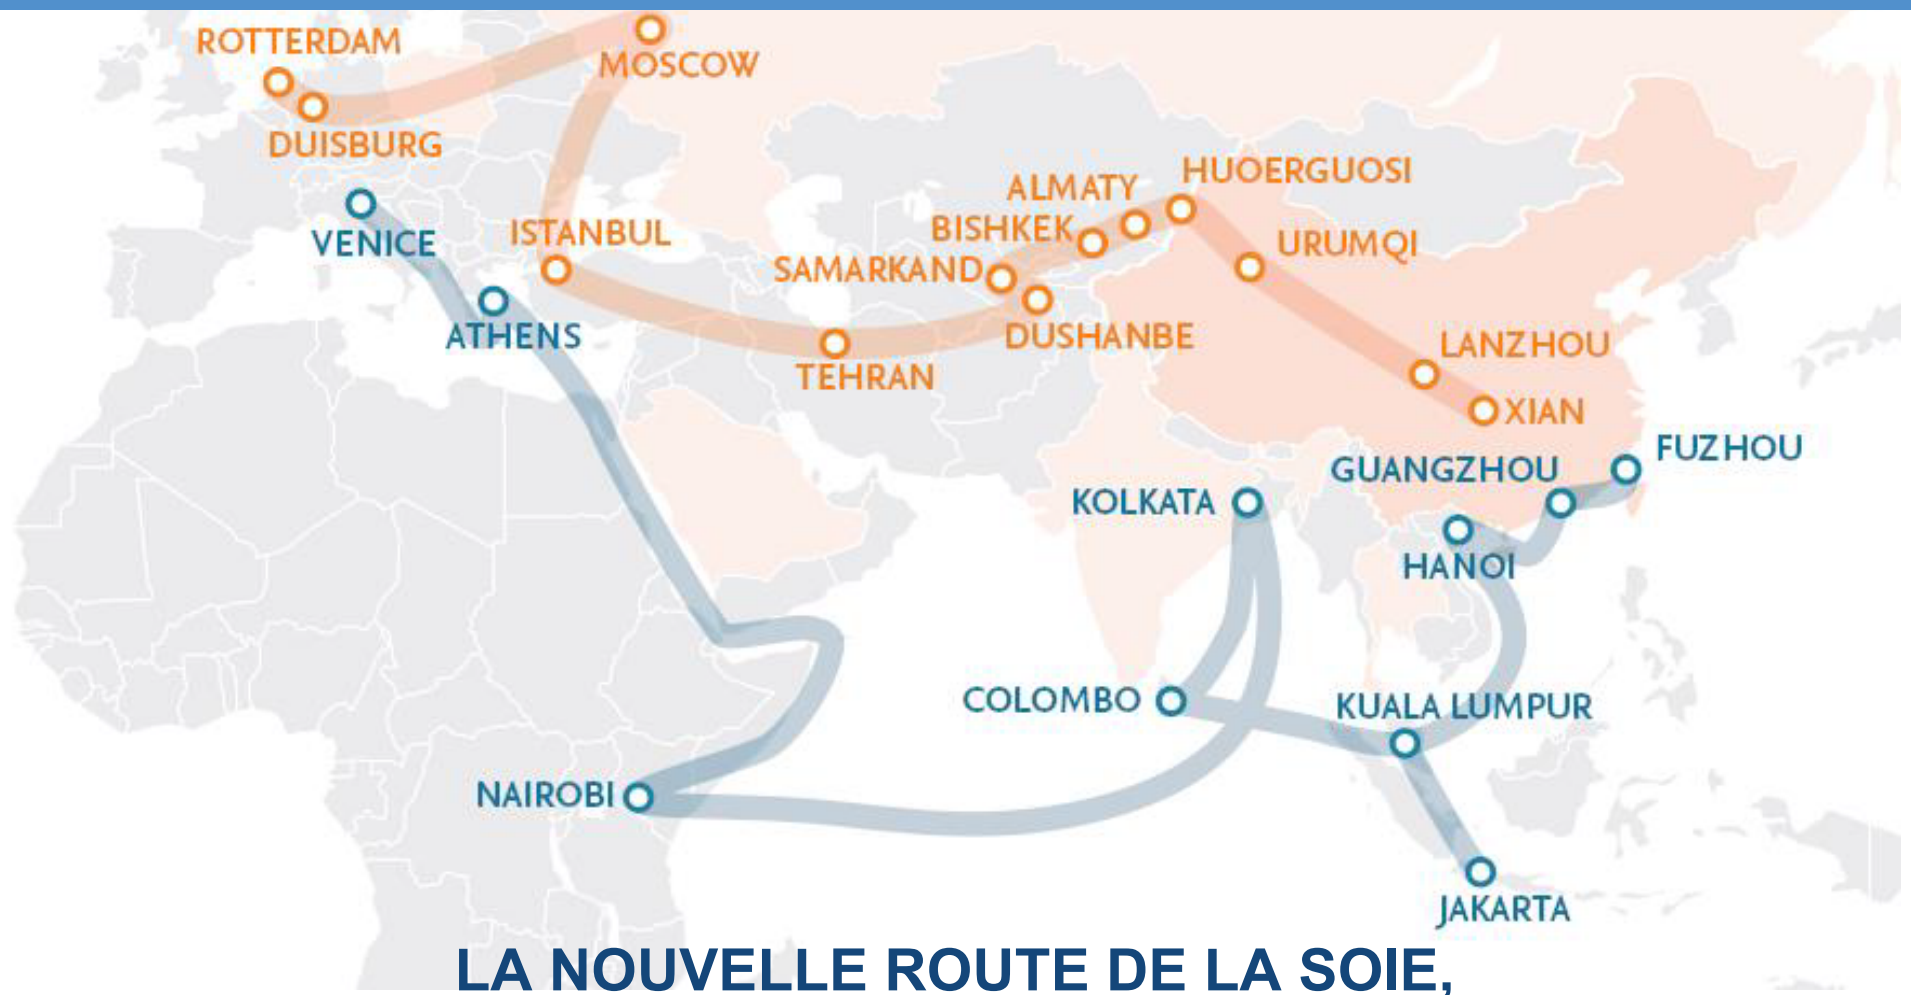 ROTTERDAM
MOSCOW
DUISBURG
HUOERGUOSI
ALMATY
VENICE
ISTANBUL
BISHKEK
URUMQI
SAMARKAND
ATHENS
DUSHANBE
LANZHOU
TEHRAN
XIAN
FUZHOU
GUANGZHOU
KOLKATA
HANOI
COLOMBO
KUALA LUMPUR
NAIROBI
JAKARTA
LA NOUVELLE ROUTE DE LA SOIE,